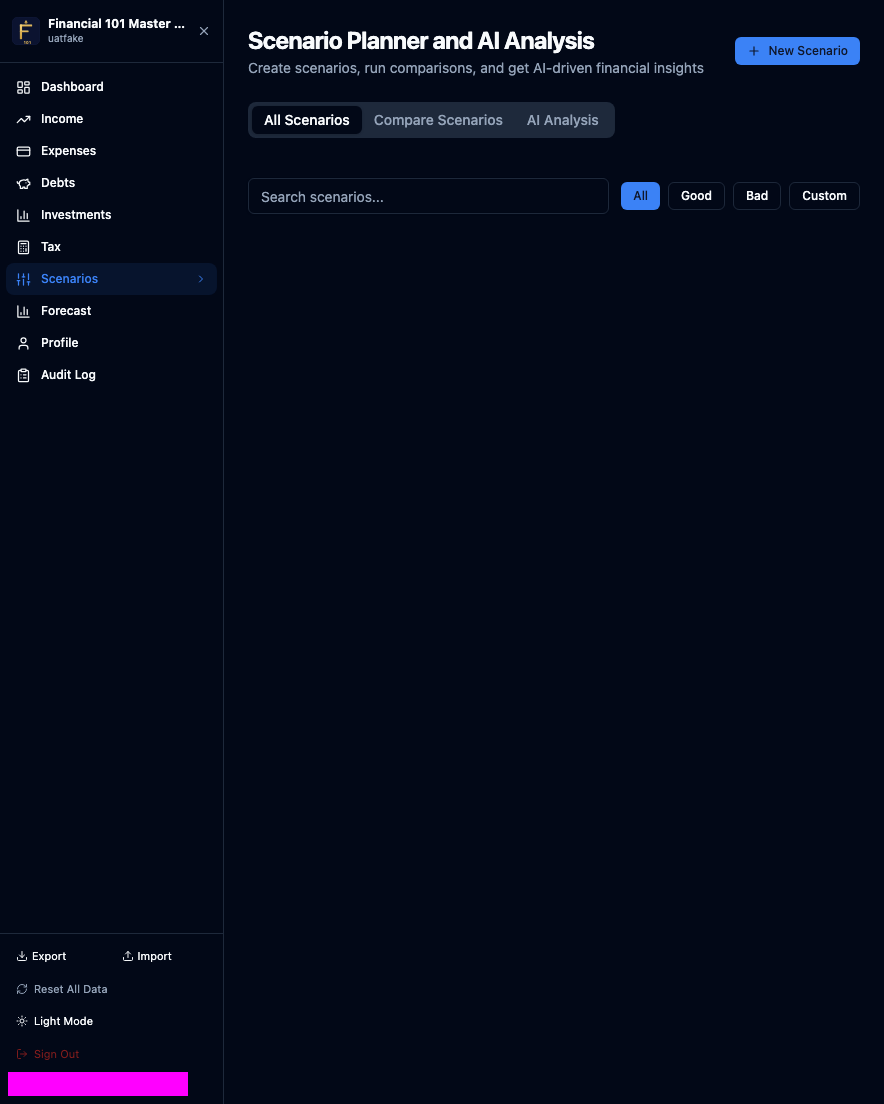 Financial 101 Master ...
uatfake
Dashboard
Income
Expenses
Debts
Investments
Tax
Scenarios
Forecast
Profile
Audit Log
Export
Import
Reset All Data
Light Mode
Sign Out
Scenario Planner and AI Analysis
Create scenarios, run comparisons, and get AI-driven financial insights
New Scenario
All Scenarios
Compare Scenarios
AI Analysis
Search scenarios...
All
Good
Bad
Custom